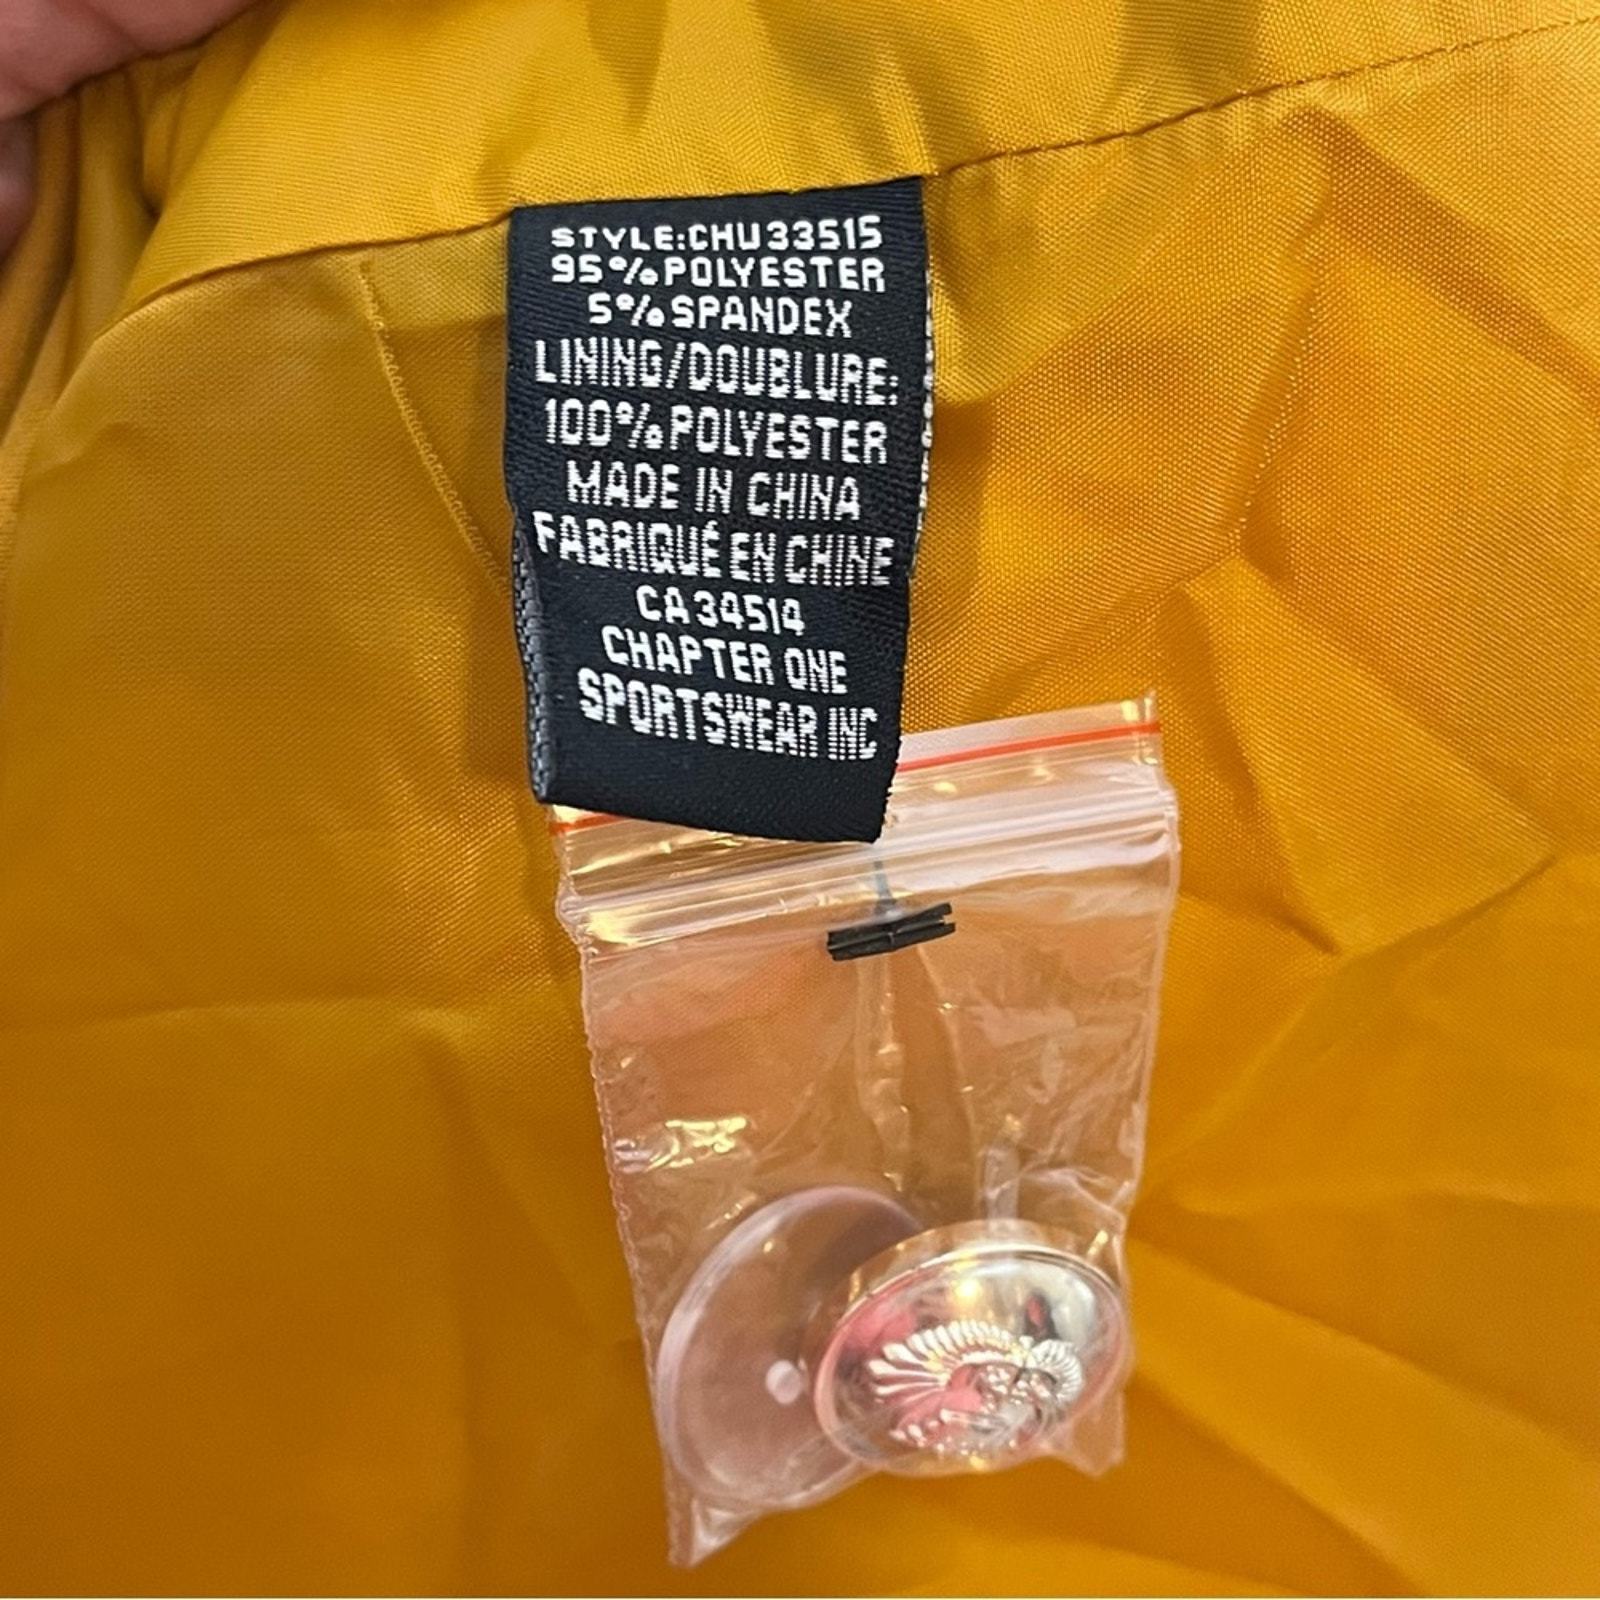 STYLE:CHU33515
95%POLYESTER
5%SPANDEX
LINING/DOUBLURE:
100%POLYESTER
MADE IN CHINA
FABRIQUÉ EN CHINE
CA34514
CHAPTER ONE
SPORTSWEAR INC